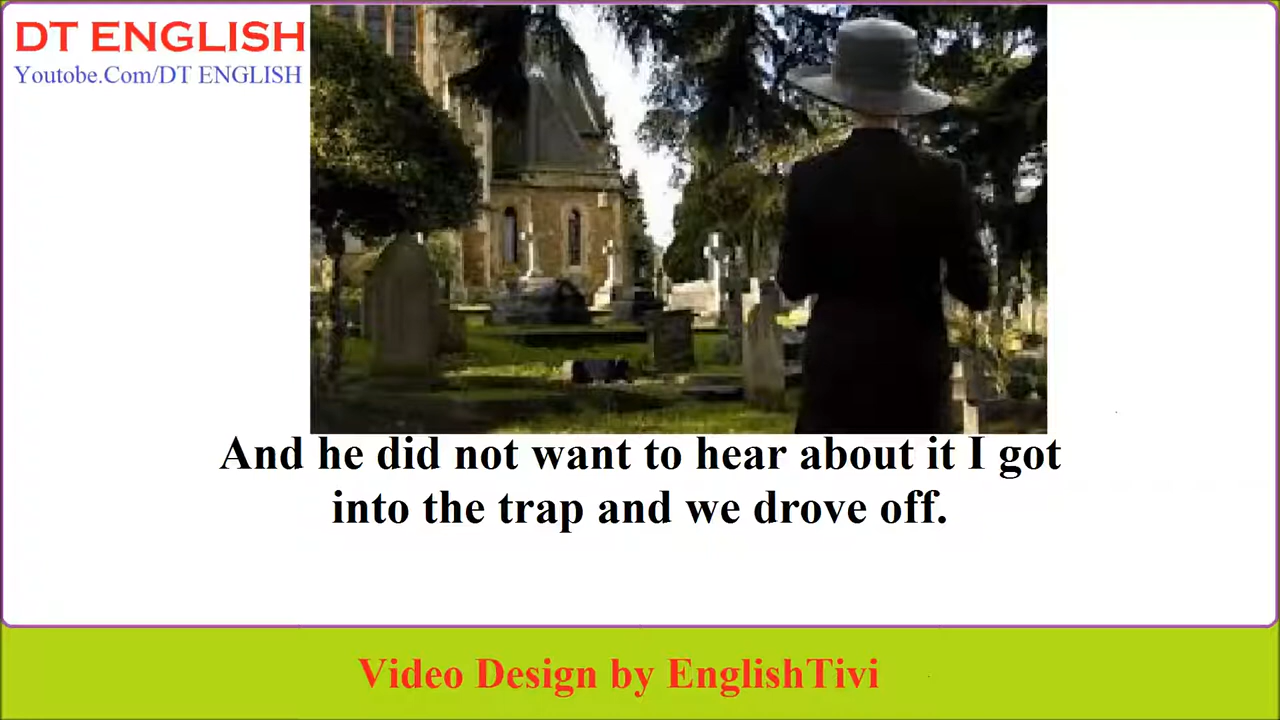 DT ENGLISH
Youtobe.Com/DT ENGLISH
And he did not want to hear about it I got
into the trap and we drove off.
Video Design by EnglishTivi